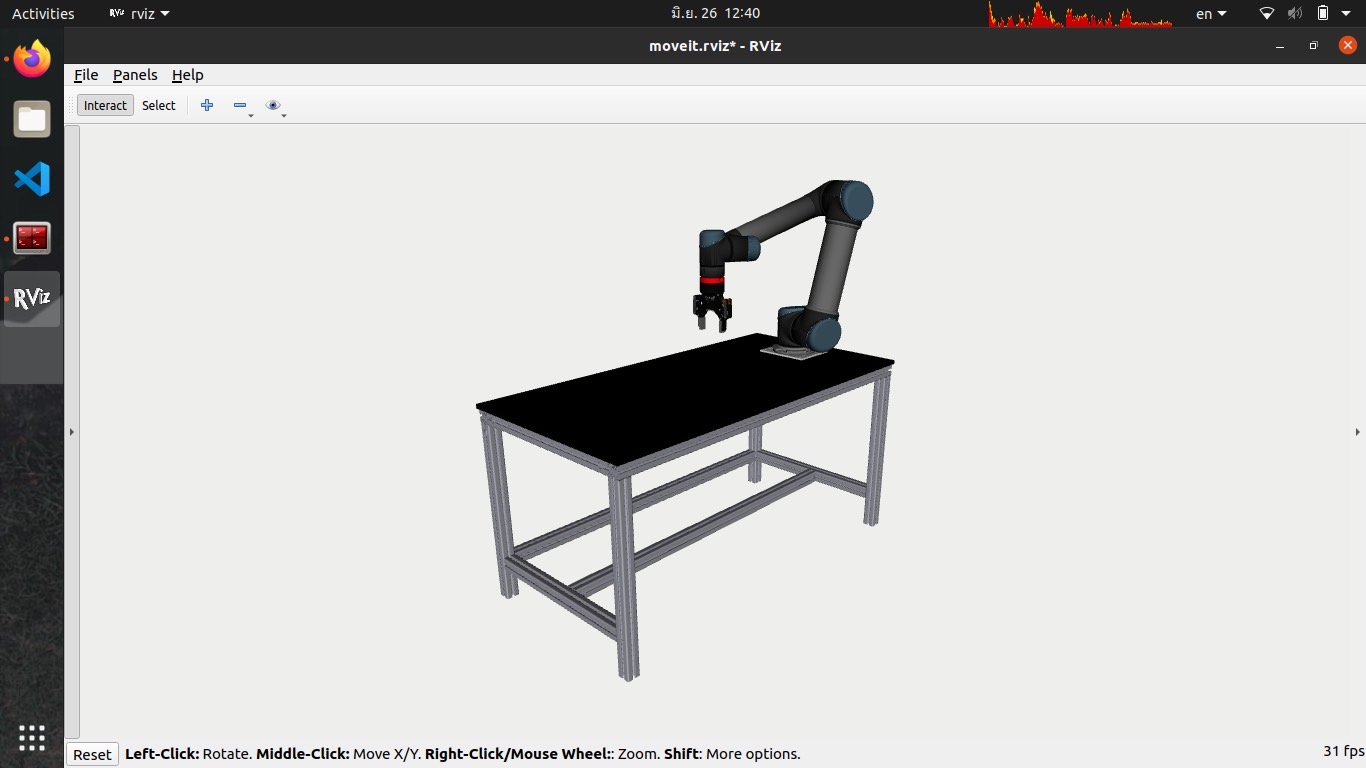 Activities
RViz rviz
มิ.ย. 26 12:40
en
moveit.rviz* - RViz
File Panels Help
Interact Select
RViz
Reset Left-Click: Rotate. Middle-Click: Move X/Y. Right-Click/Mouse Wheel:: Zoom. Shift: More options.
31 fps